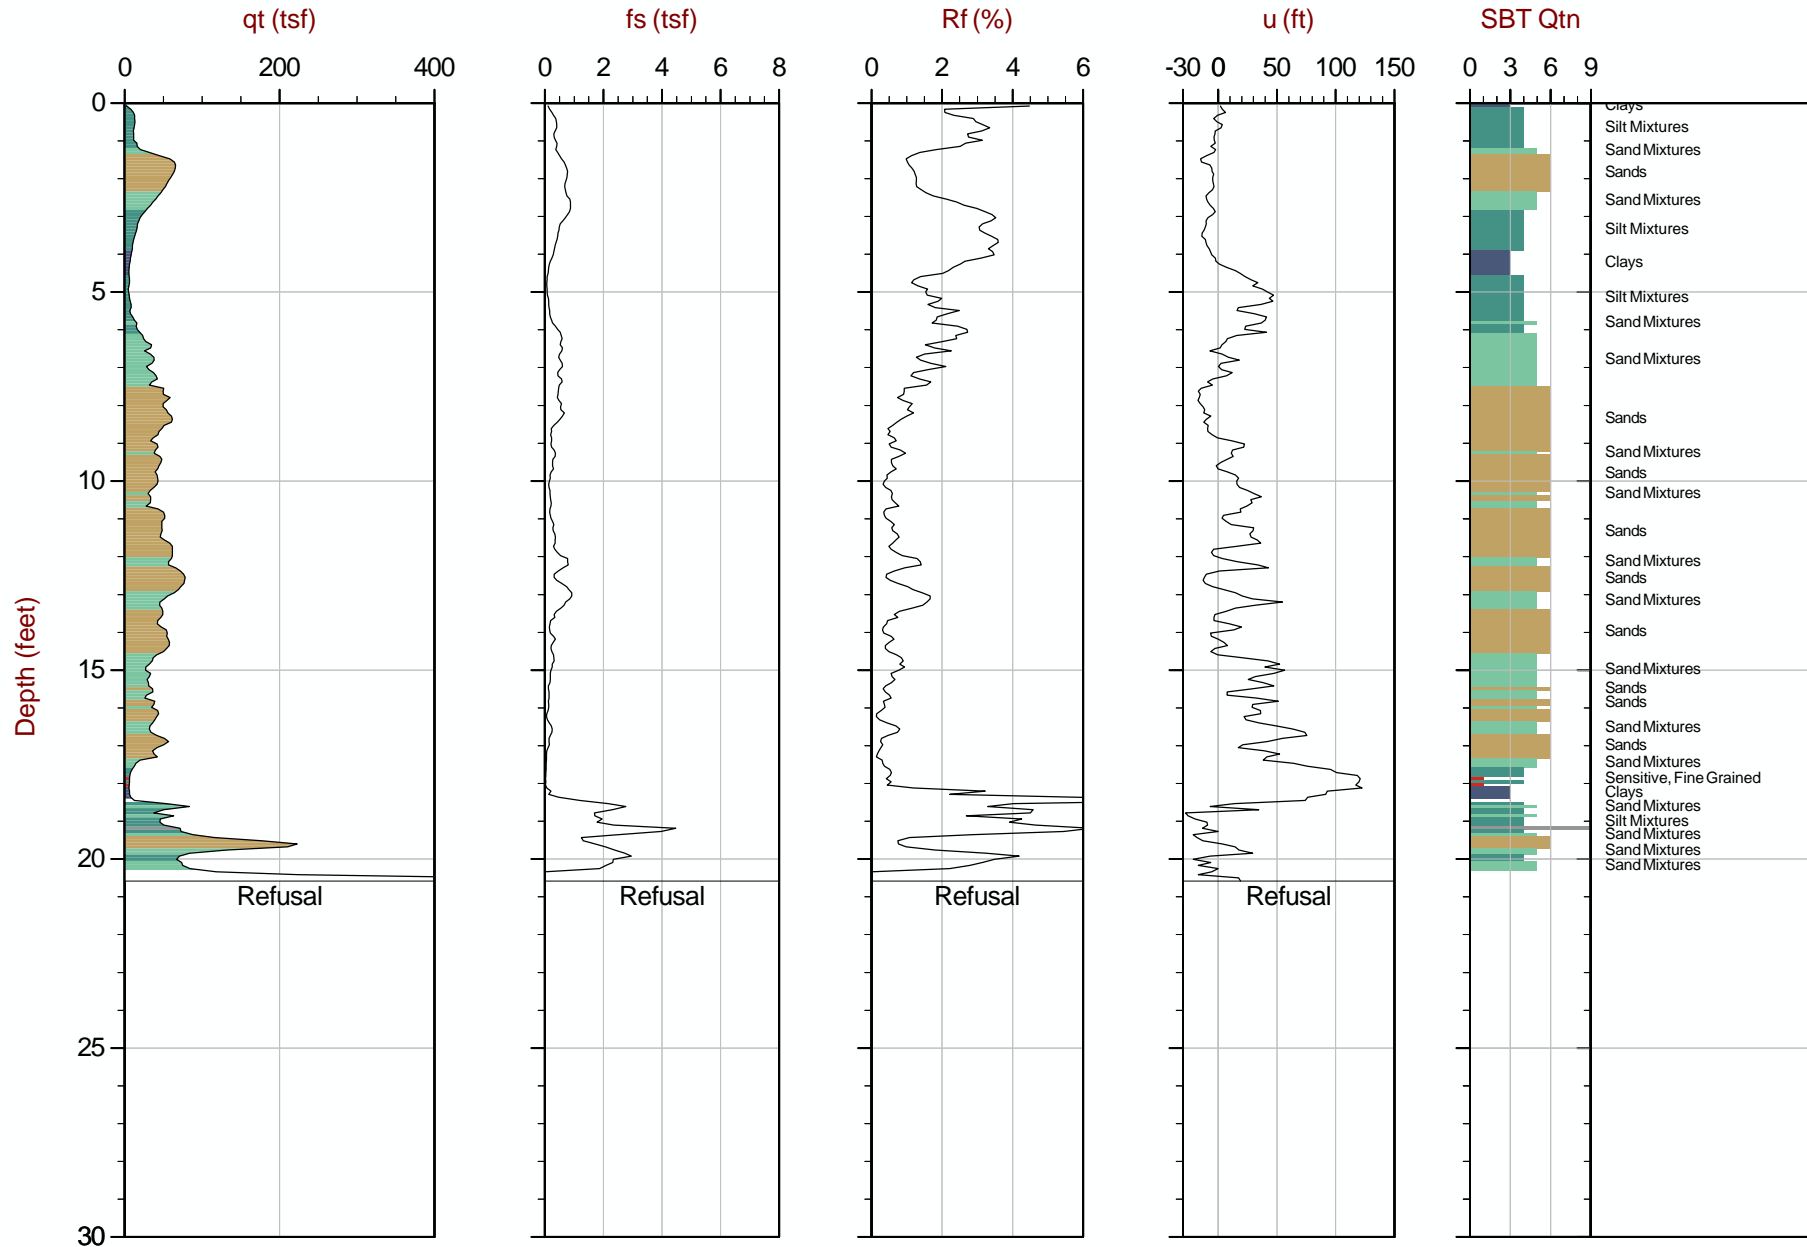 qt (tsf) fs (tsf) Rf (%) u (ft) SBT Qtn
0 200 400 0 2 4 6 8 0 2 4 6 -30 0 50 100 150 0 3 6 9
0
5
10
15
20
25
30
Depth (feet)
Clays
Silt Mixtures
Sand Mixtures
Sands
Sand Mixtures
Silt Mixtures
Clays
Silt Mixtures
Sand Mixtures
Sand Mixtures
Sands
Sand Mixtures
Sands
Sand Mixtures
Sands
Sand Mixtures
Sands
Sand Mixtures
Sands
Sand Mixtures
Sands
Sands
Sand Mixtures
Sands
Sand Mixtures
Sensitive, Fine Grained
Clays
Sand Mixtures
Silt Mixtures
Sand Mixtures
Sand Mixtures
Sand Mixtures
Refusal Refusal Refusal Refusal